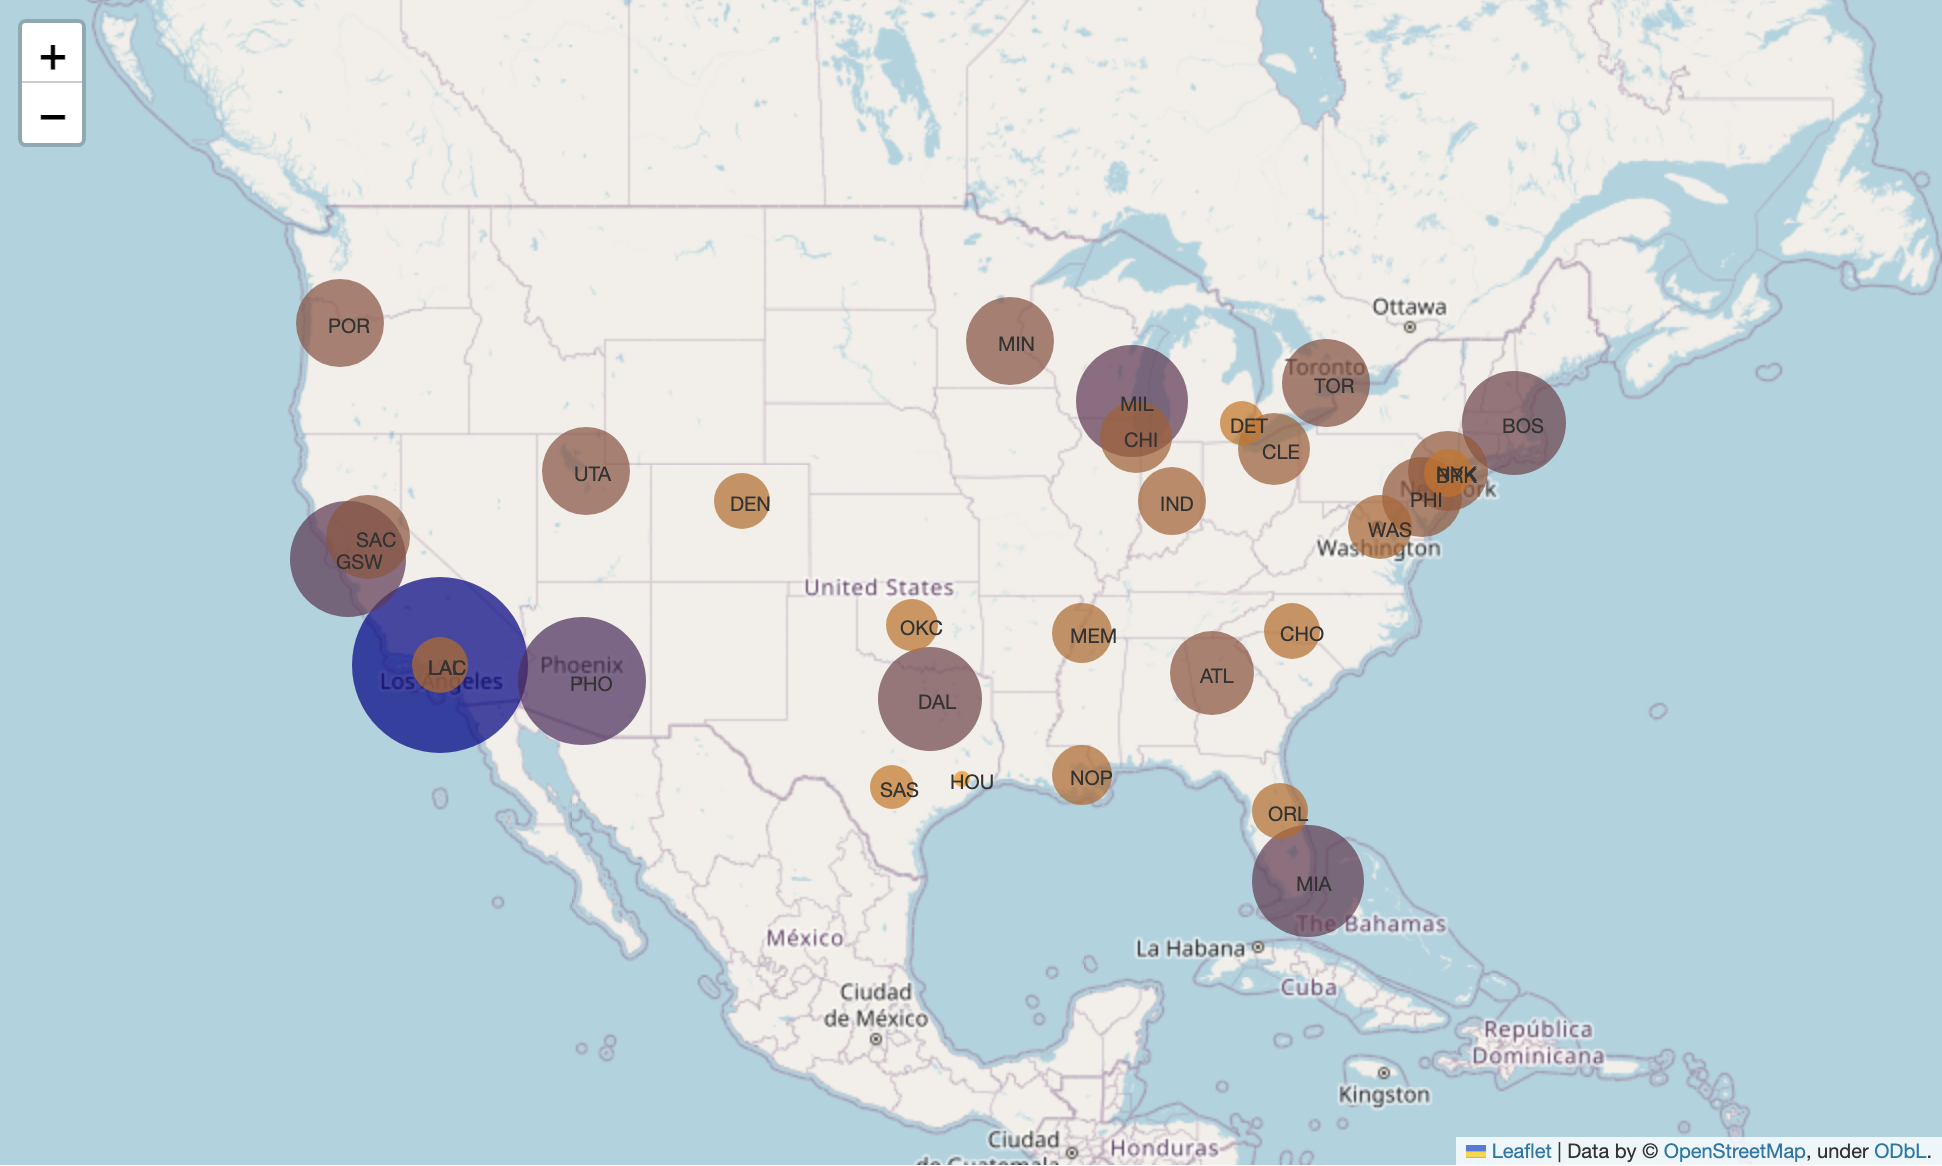 +
−
Ottawa
POR
MIN
Toronto
TOR
MIL
CHI
DET
CLE
BOS
UTA
DEN
IND
BRK
PHI
WAS
Washington
SAC
GSW
United States
OKC
MEM
CHO
LAC
Los Angeles
Phoenix
PHO
DAL
ATL
SAS
HOU
NOP
ORL
MIA
The Bahamas
México
La Habana
Cuba
Ciudad
de México
República
Dominicana
Kingston
Ciudad
Honduras
Leaflet | Data by © OpenStreetMap, under ODbL.